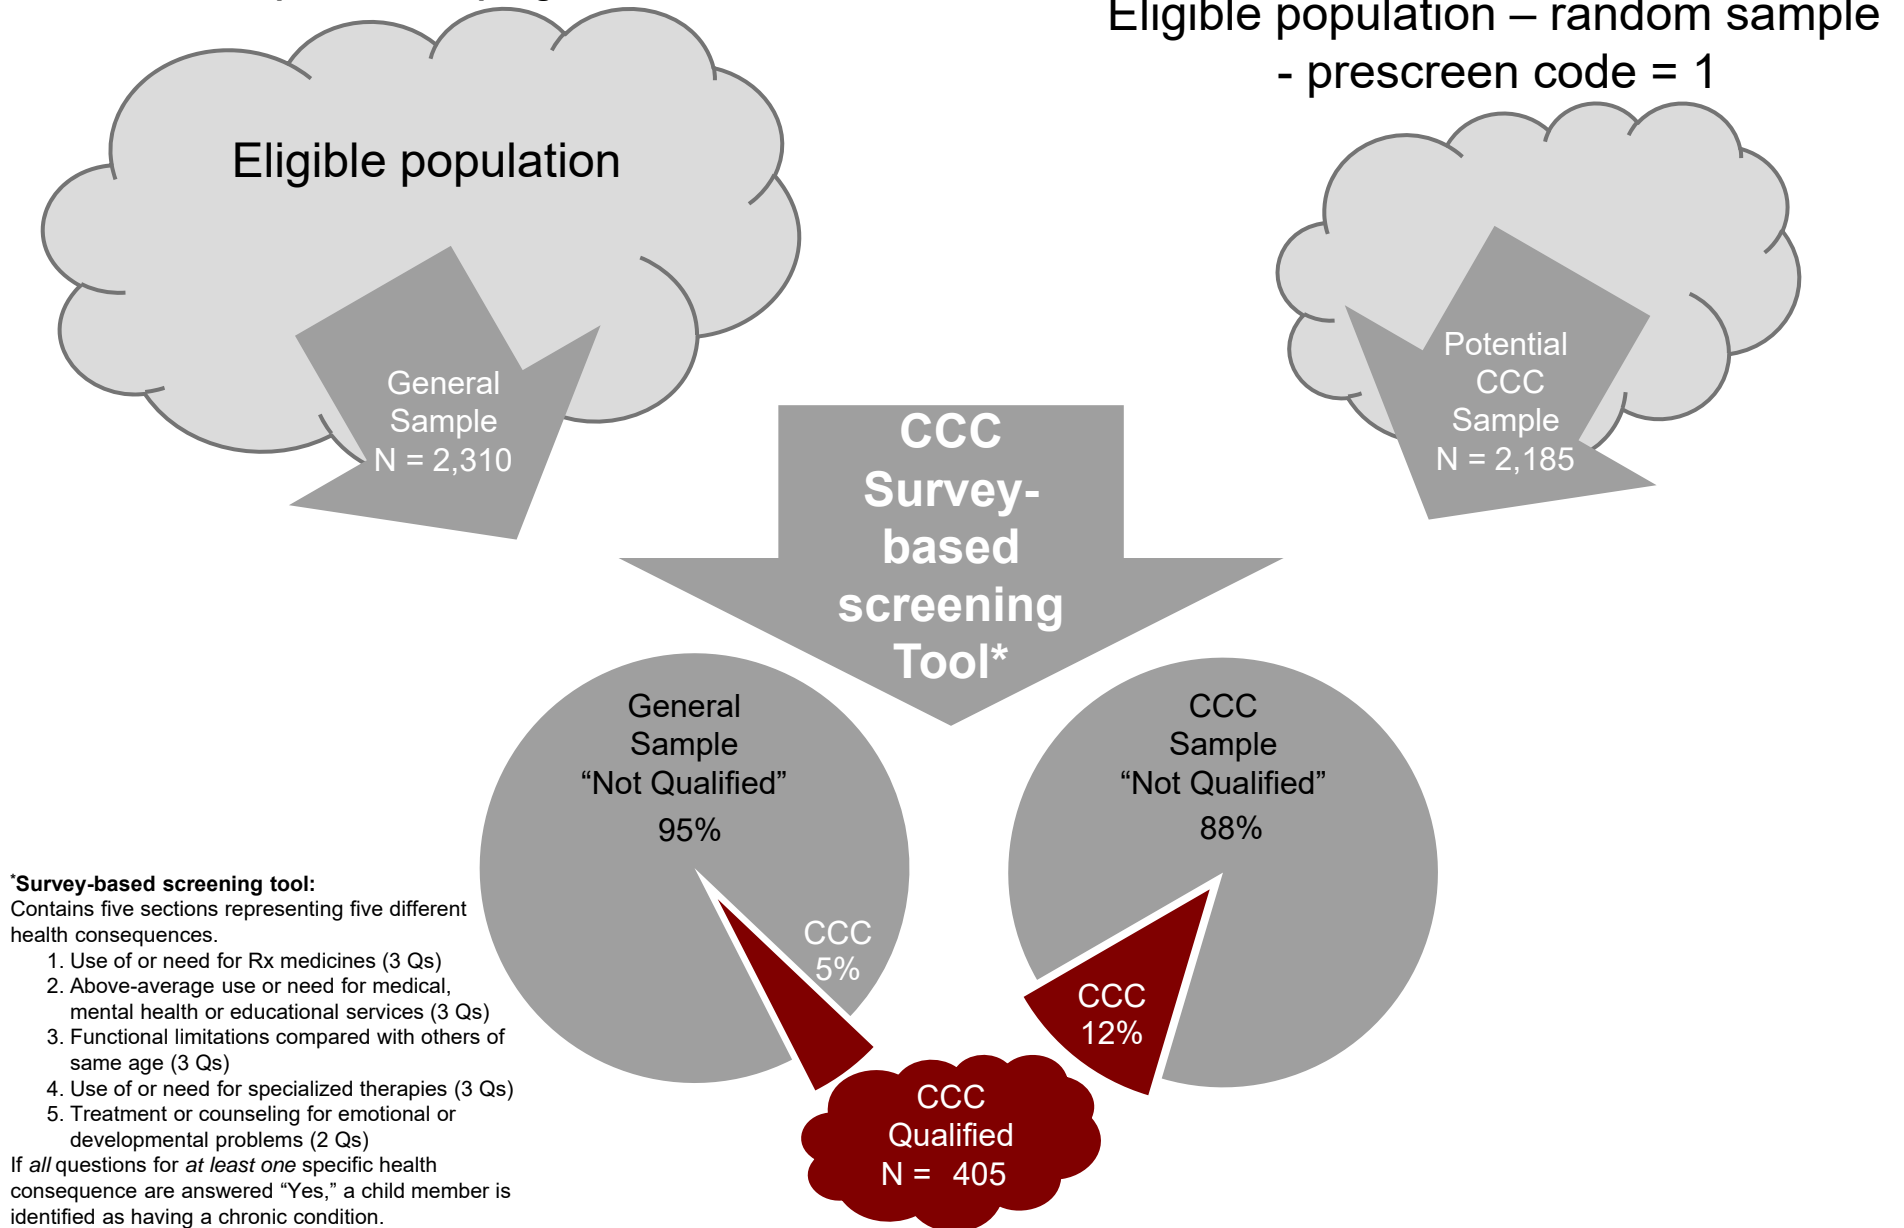 Eligible population – random sample
- prescreen code = 1
Eligible population
General
Sample
N = 2,310
Potential
CCC
Sample
N = 2,185
CCC
Survey-
based
screening
Tool*
General
Sample
“Not Qualified”
95%
CCC
5%
CCC
Sample
“Not Qualified”
88%
CCC
12%
CCC
Qualified
N = 405
*Survey-based screening tool:
Contains five sections representing five different
health consequences.
1. Use of or need for Rx medicines (3 Qs)
2. Above-average use or need for medical,
mental health or educational services (3 Qs)
3. Functional limitations compared with others of
same age (3 Qs)
4. Use of or need for specialized therapies (3 Qs)
5. Treatment or counseling for emotional or
developmental problems (2 Qs)
If all questions for at least one specific health
consequence are answered “Yes,” a child member is
identified as having a chronic condition.